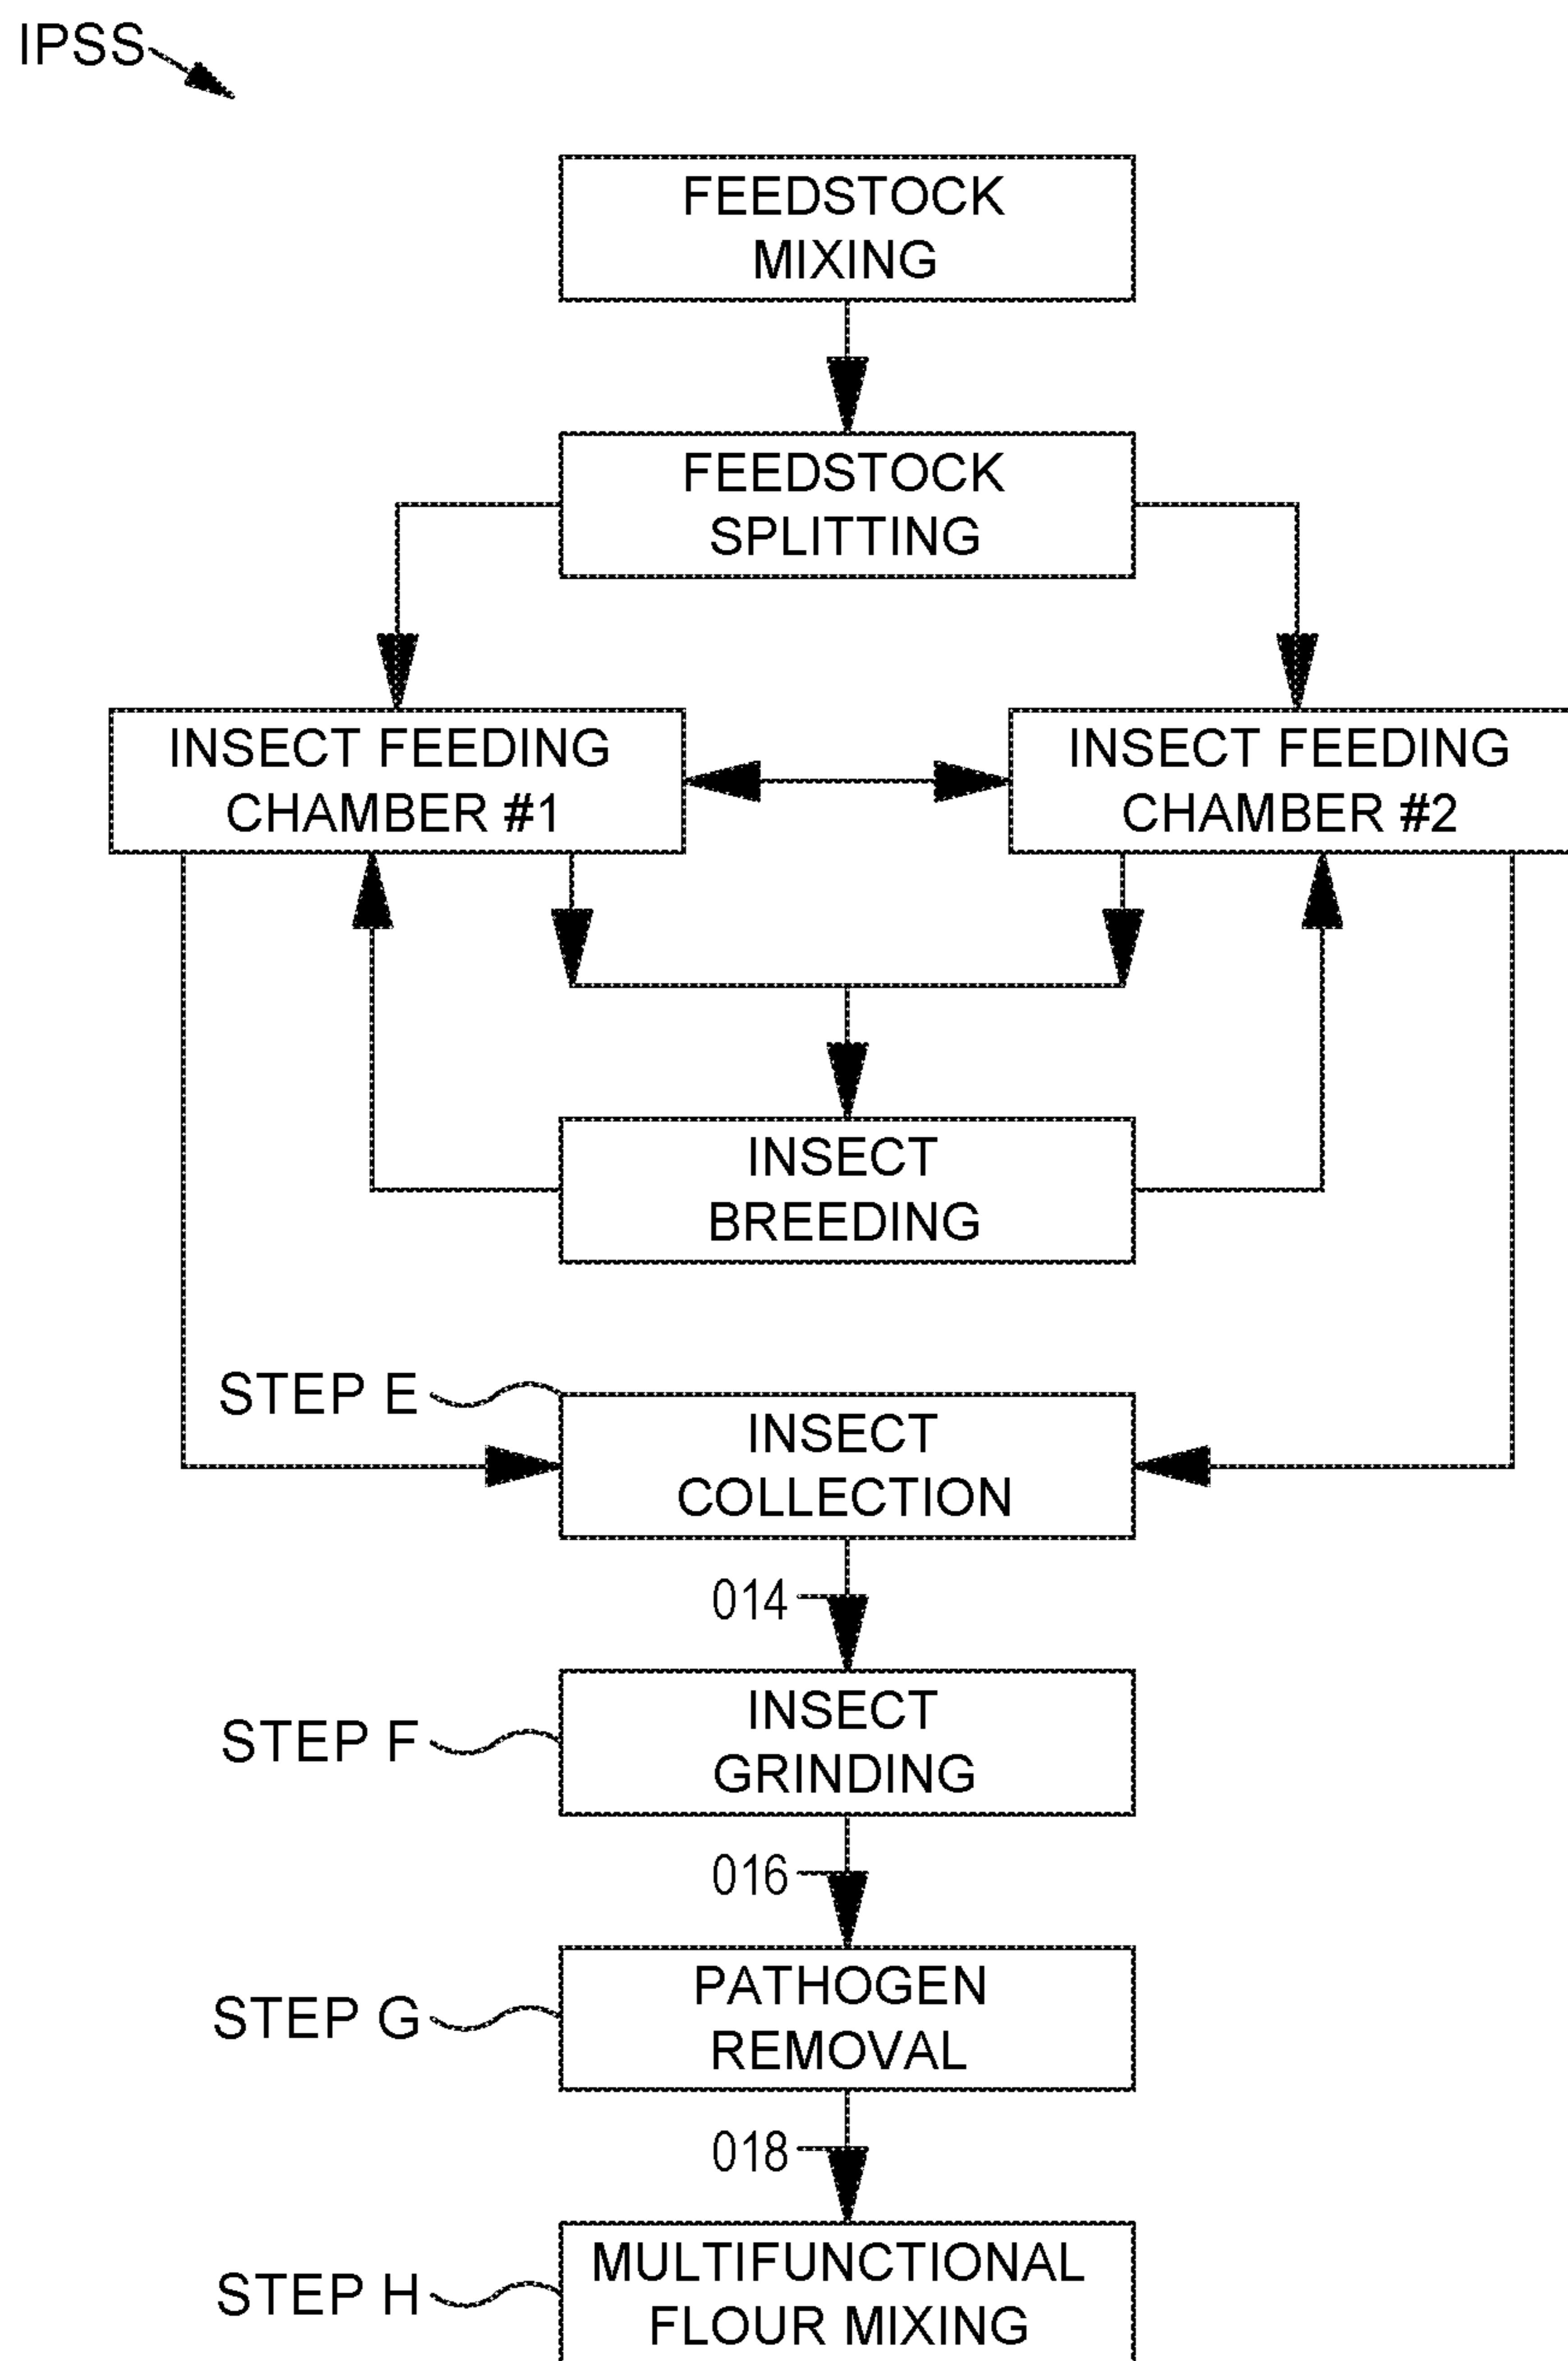 IPSS
FEEDSTOCK
MIXING
FEEDSTOCK
SPLITTING
INSECT FEEDING
CHAMBER #1
INSECT FEEDING
CHAMBER #2
INSECT
BREEDING
STEP E
INSECT
COLLECTION
014
STEP F
INSECT
GRINDING
016
STEP G
PATHOGEN
REMOVAL
018
STEP H
MULTIFUNCTIONAL
FLOUR MIXING